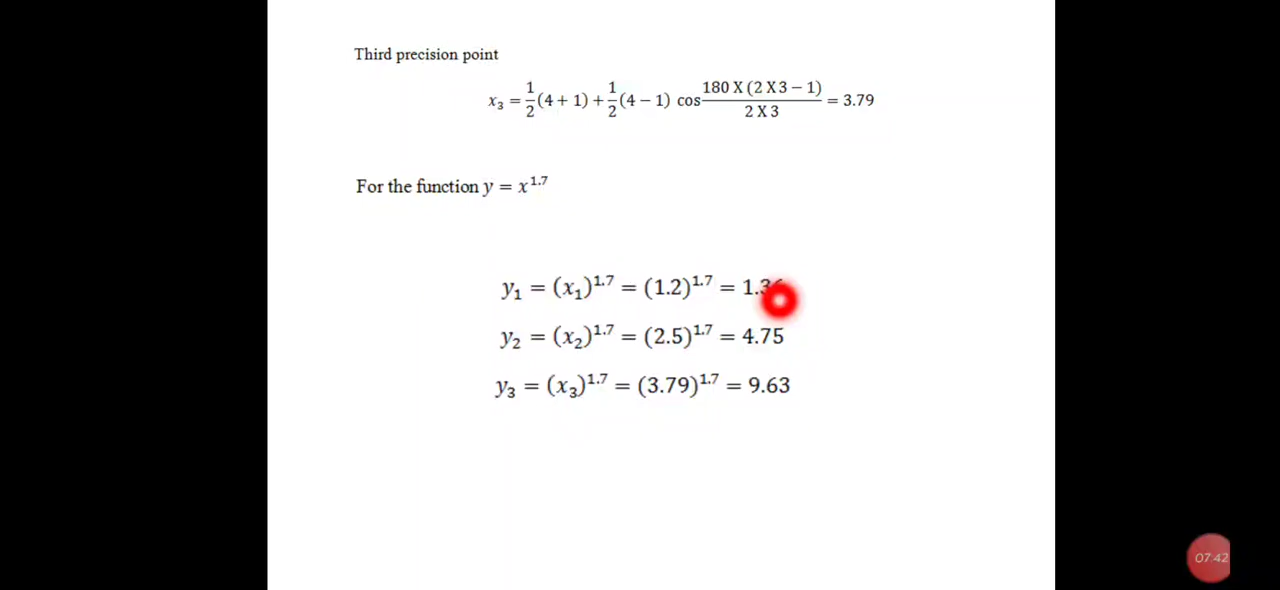 Third precision point
x₃ = 1/2 (4 + 1) + 1/2 (4 − 1) cos 180 X (2 X 3 − 1) / 2 X 3 = 3.79
For the function y = x^1.7
y₁ = (x₁)^1.7 = (1.2)^1.7 = 1.36
y₂ = (x₂)^1.7 = (2.5)^1.7 = 4.75
y₃ = (x₃)^1.7 = (3.79)^1.7 = 9.63
07:42